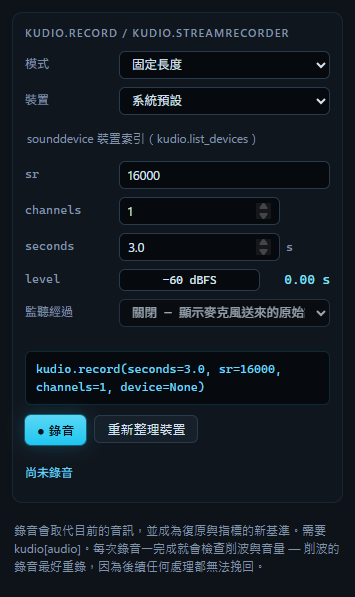 KUDIO.RECORD / KUDIO.STREAMRECORDER
模式 固定長度
裝置 系統預設
sounddevice 裝置索引 ( kudio.list_devices )
sr 16000
channels 1
seconds 3.0 s
level −60 dBFS 0.00 s
監聽經過 關閉 — 顯示麥克風送來的原始
kudio.record(seconds=3.0, sr=16000,
channels=1, device=None)
● 錄音 重新整理裝置
尚未錄音
錄音會取代目前的音訊，並成為復原與指標的新基準。需要
kudio[audio]。每次錄音一完成就會檢查削波與音量 — 削波的
錄音最好重錄，因為後續任何處理都無法挽回。